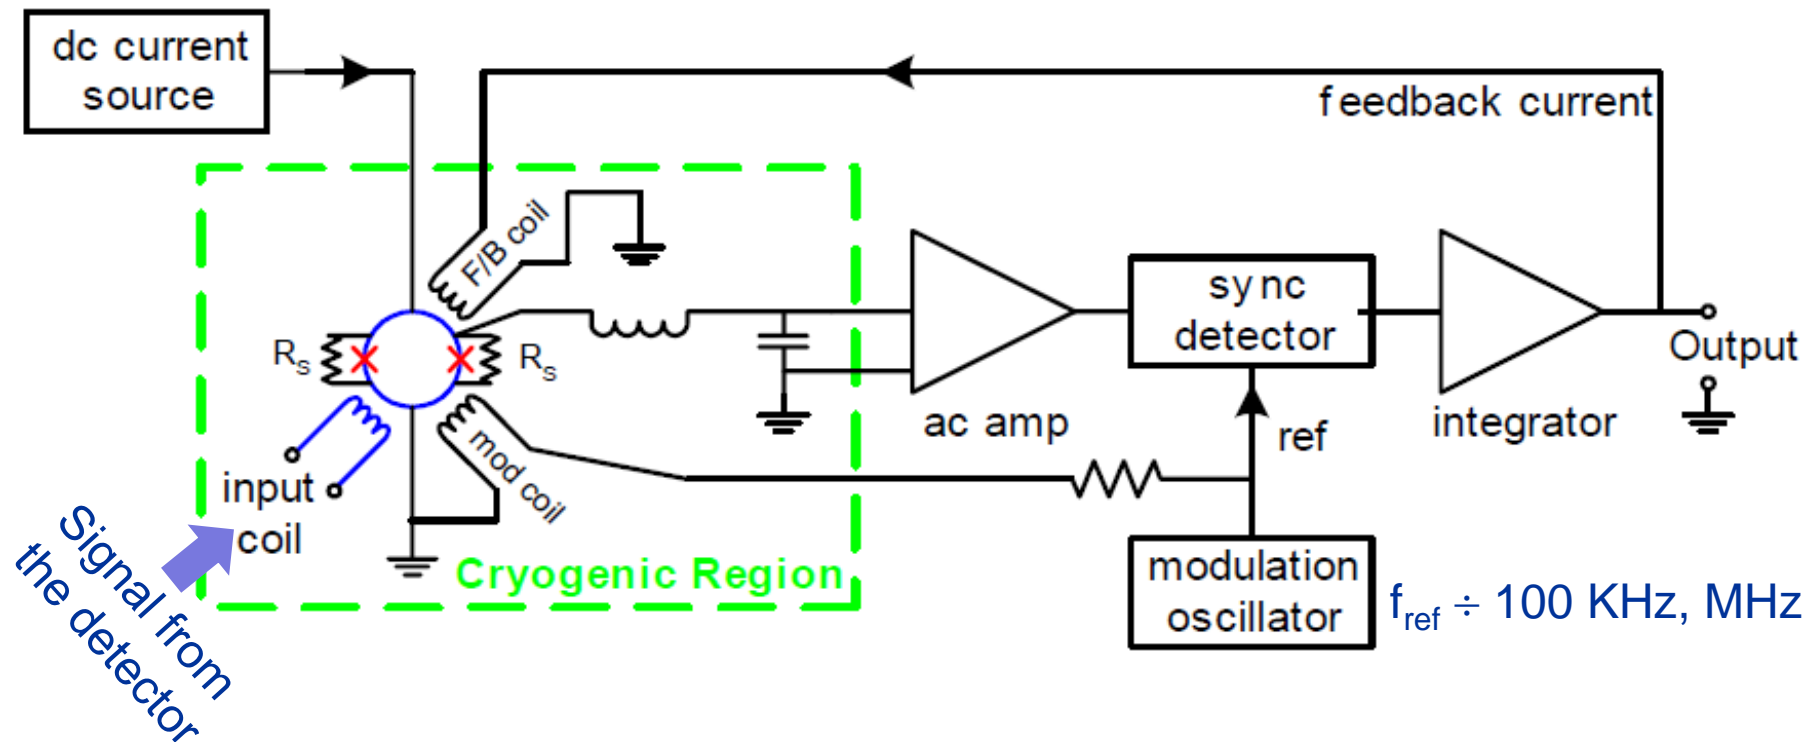 dc current
source
feedback current
F/B coil
Rs
Rs
sync
detector
Output
ac amp
integrator
ref
mod coil
input
coil
Signal from
the detector
Cryogenic Region
modulation
oscillator
fref ÷ 100 KHz, MHz